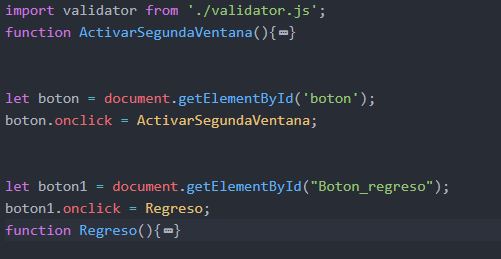 import validator from './validator.js';
function ActivarSegundaVentana(){…}
let boton = document.getElementById('boton');
boton.onclick = ActivarSegundaVentana;
let boton1 = document.getElementById("Boton_regreso");
boton1.onclick = Regreso;
function Regreso(){…}